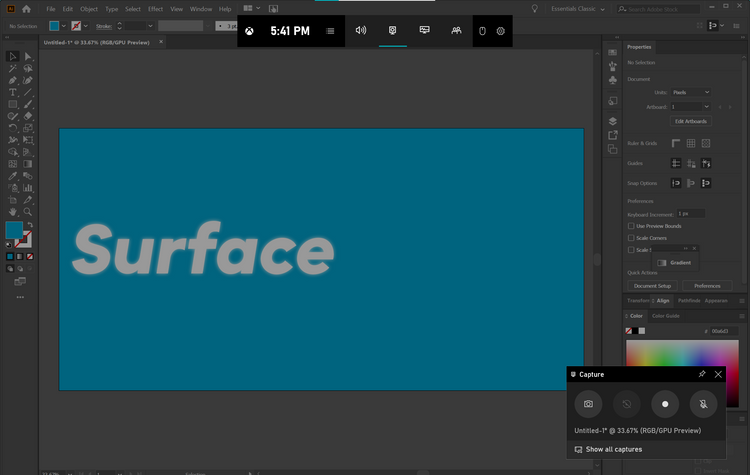 File Edit Object Type Select Effect View Window Help
Essentials Classic
Search Adobe Stock
5:41 PM
No Selection
Stroke:
3 pt.
Untitled-1* @ 33.67% (RGB/GPU Preview)
Surface
Properties
No Selection
Document
Units: Pixels
Artboard: 1
Edit Artboards
Ruler & Grids
Guides
Snap Options
Preferences
Keyboard Increment: 1 px
Use Preview Bounds
Scale Corners
Scale
Gradient
Quick Actions
Document Setup
Preferences
Transform Align Pathfinde Appearan
Color Color Guide
#
Capture
Untitled-1* @ 33.67% (RGB/GPU Preview)
Show all captures